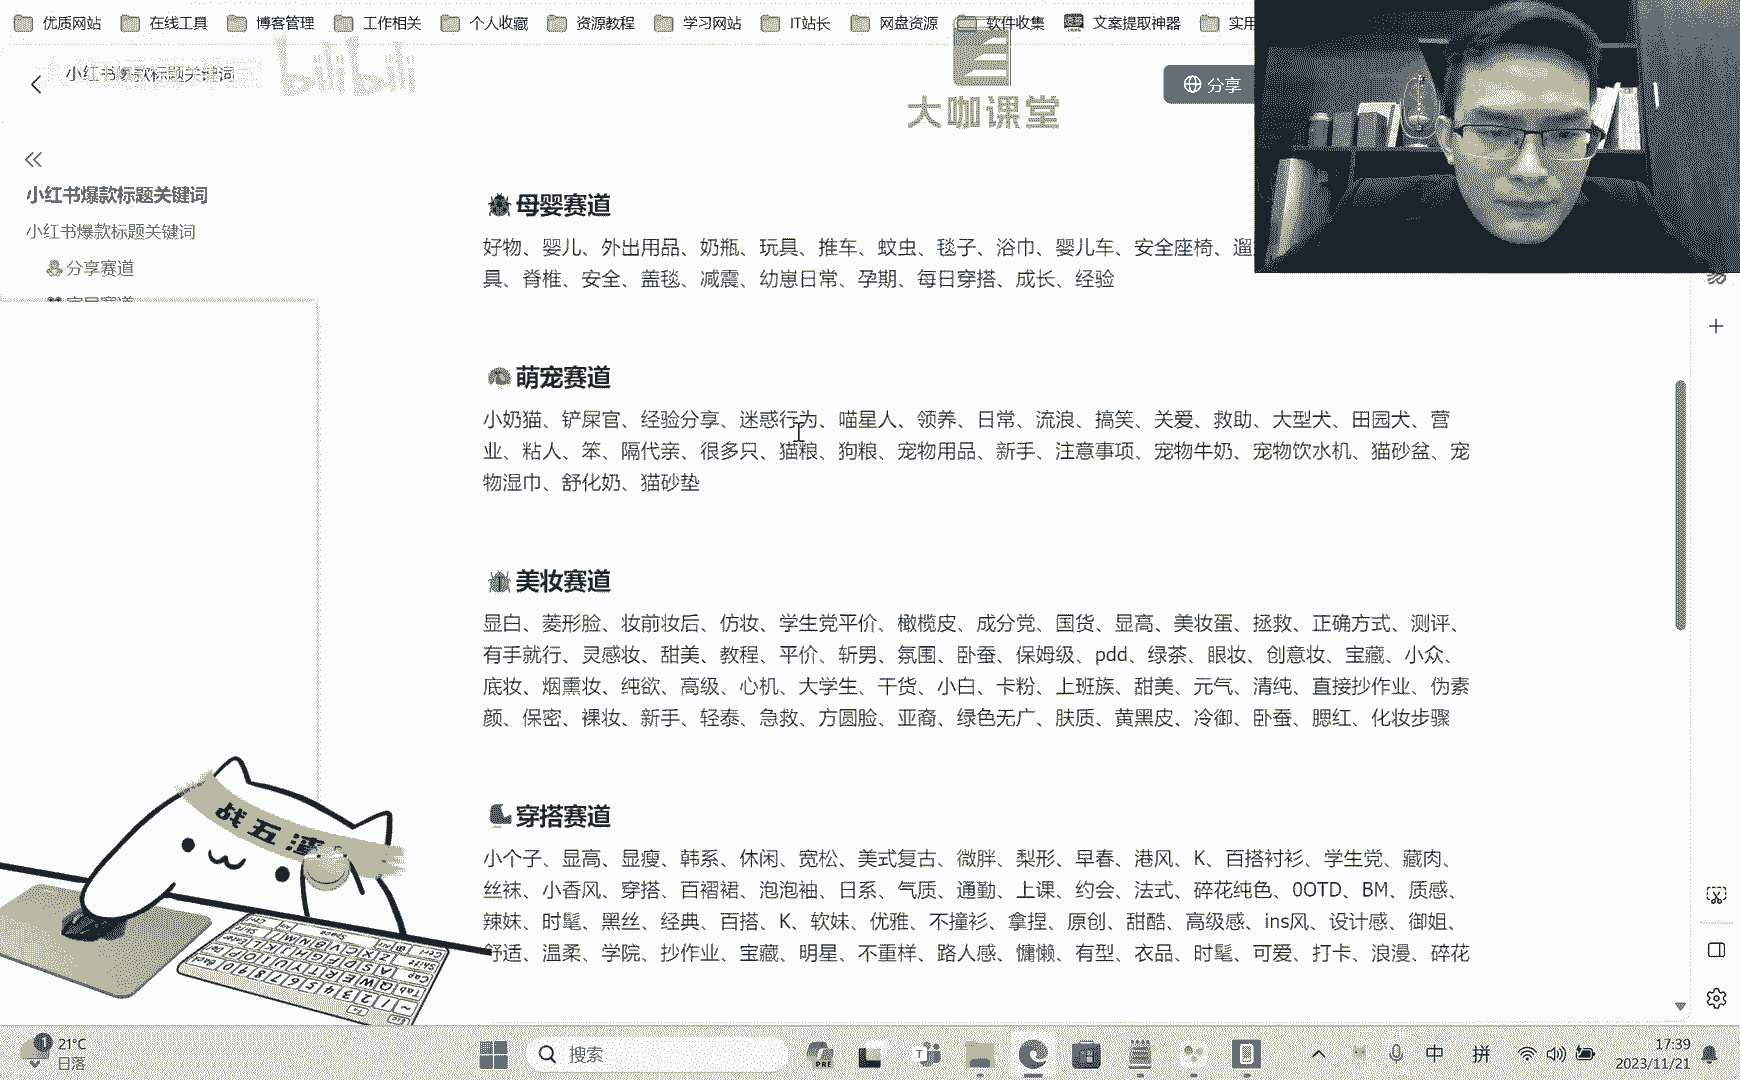 优质网站 在线工具 博客管理 工作相关 个人收藏 资源教程 学习网站 IT站长 网盘资源 软件收集 文案提取神器 实用
小红书爆款标题关键词
bilibili
大咖课堂
分享
小红书爆款标题关键词
小红书爆款标题关键词
分享赛道
母婴赛道
好物、婴儿、外出用品、奶瓶、玩具、推车、蚊虫、毯子、浴巾、婴儿车、安全座椅、遛
具、脊椎、安全、盖毯、减震、幼崽日常、孕期、每日穿搭、成长、经验
萌宠赛道
小奶猫、铲屎官、经验分享、迷惑行为、喵星人、领养、日常、流浪、搞笑、关爱、救助、大型犬、田园犬、营
业、粘人、笨、隔代亲、很多只、猫粮、狗粮、宠物用品、新手、注意事项、宠物牛奶、宠物饮水机、猫砂盆、宠
物湿巾、舒化奶、猫砂垫
美妆赛道
显白、菱形脸、妆前妆后、仿妆、学生党平价、橄榄皮、成分党、国货、显高、美妆蛋、拯救、正确方式、测评、
有手就行、灵感妆、甜美、教程、平价、斩男、氛围、卧蚕、保姆级、pdd、绿茶、眼妆、创意妆、宝藏、小众、
底妆、烟熏妆、纯欲、高级、心机、大学生、干货、小白、卡粉、上班族、甜美、元气、清纯、直接抄作业、伪素
颜、保密、裸妆、新手、轻泰、急救、方圆脸、亚裔、绿色无广、肤质、黄黑皮、冷御、卧蚕、腮红、化妆步骤
穿搭赛道
小个子、显高、显瘦、韩系、休闲、宽松、美式复古、微胖、梨形、早春、港风、K、百搭衬衫、学生党、藏肉、
丝袜、小香风、穿搭、百褶裙、泡泡袖、日系、气质、通勤、上课、约会、法式、碎花纯色、0OTD、BM、质感、
辣妹、时髦、黑丝、经典、百搭、K、软妹、优雅、不撞衫、拿捏、原创、甜酷、高级感、ins风、设计感、御姐、
舒适、温柔、学院、抄作业、宝藏、明星、不重样、路人感、慵懒、有型、衣品、时髦、可爱、打卡、浪漫、碎花
战五渣
1
21°C
日落
搜索
PRE
中 拼
17:39
2023/11/21